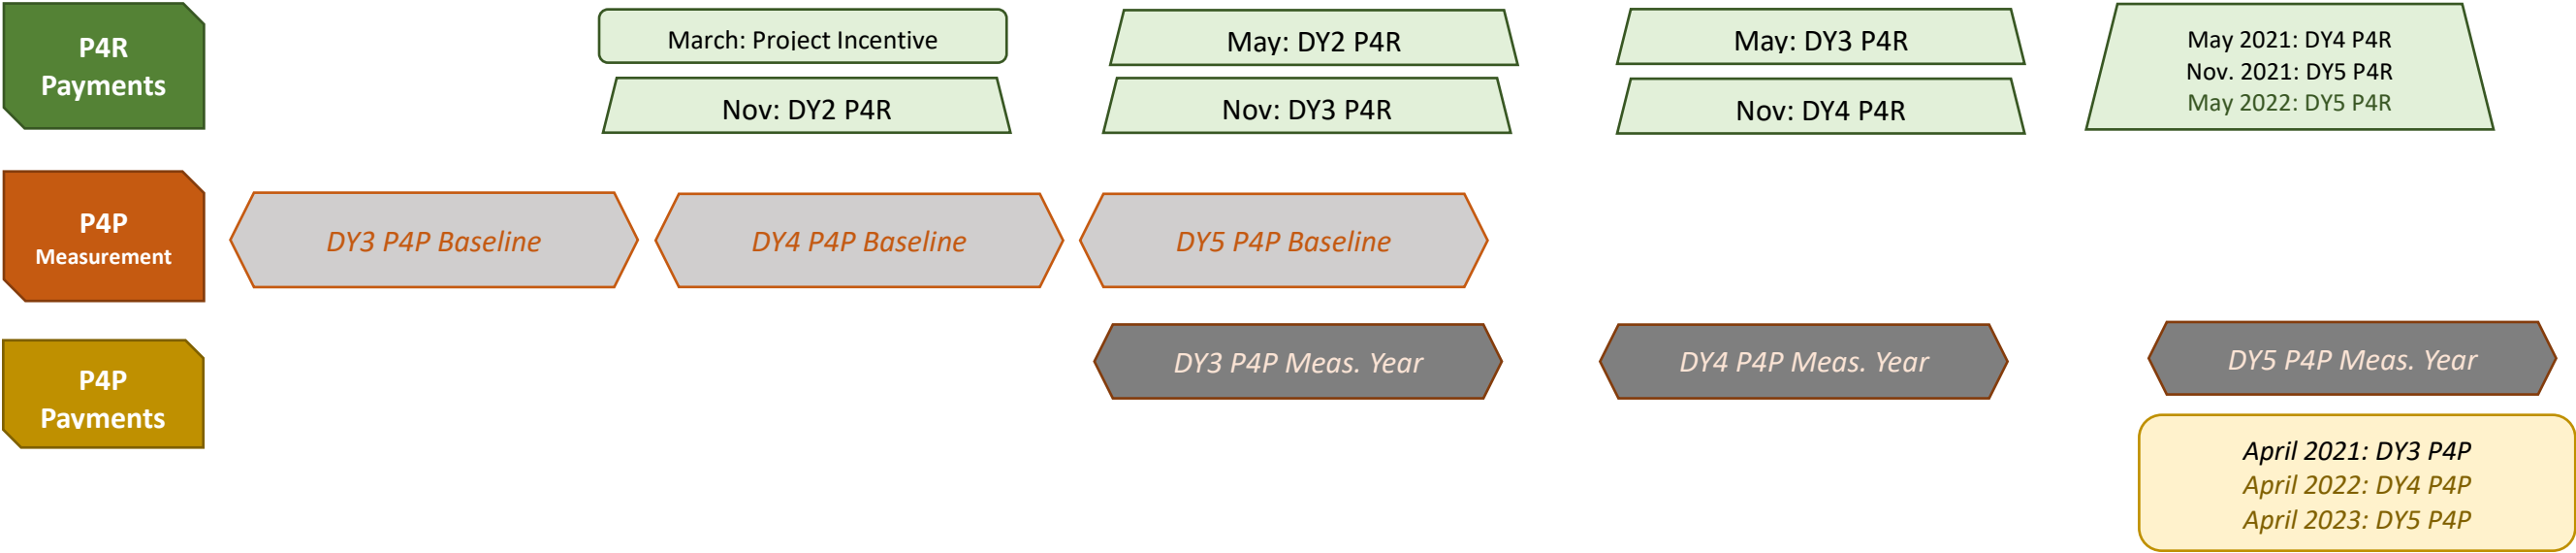 P4R
Payments
March: Project Incentive
Nov: DY2 P4R
May: DY2 P4R
Nov: DY3 P4R
May: DY3 P4R
Nov: DY4 P4R
May 2021: DY4 P4R
Nov. 2021: DY5 P4R
May 2022: DY5 P4R
P4P
Measurement
DY3 P4P Baseline
DY4 P4P Baseline
DY5 P4P Baseline
DY3 P4P Meas. Year
DY4 P4P Meas. Year
DY5 P4P Meas. Year
P4P
Payments
April 2021: DY3 P4P
April 2022: DY4 P4P
April 2023: DY5 P4P